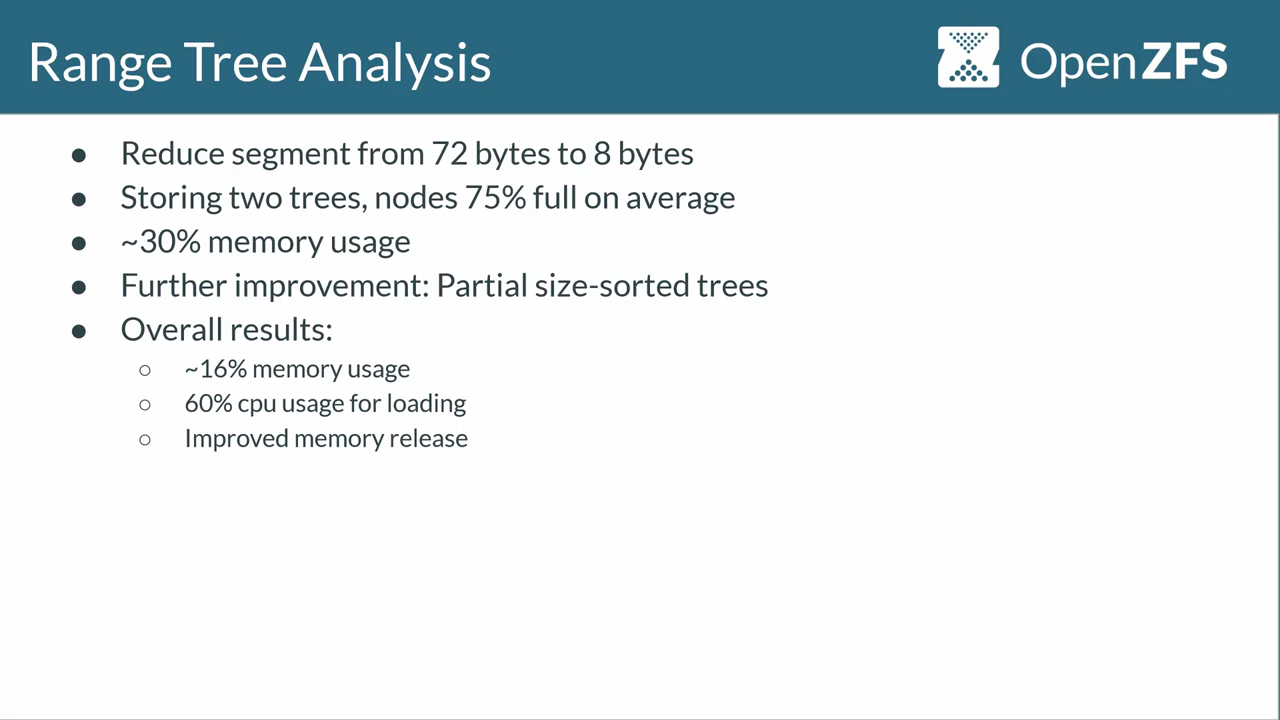 Range Tree Analysis
OpenZFS
● Reduce segment from 72 bytes to 8 bytes
● Storing two trees, nodes 75% full on average
● ~30% memory usage
● Further improvement: Partial size-sorted trees
● Overall results:
○ ~16% memory usage
○ 60% cpu usage for loading
○ Improved memory release